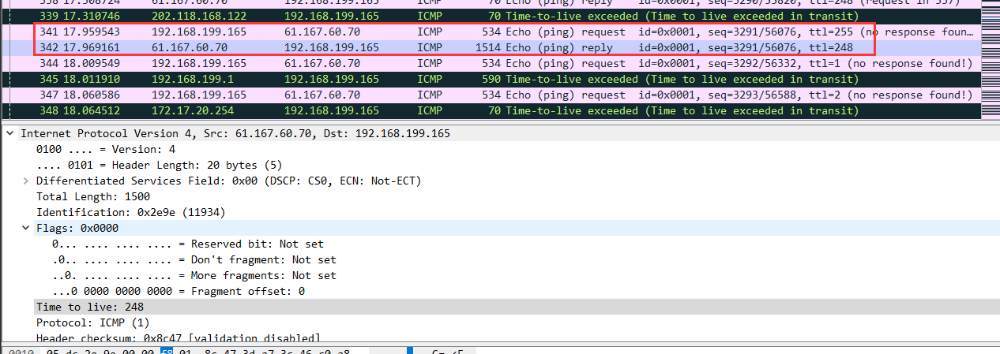 338 17.308724 61.167.60.70 192.168.199.165 ICMP 70 Echo (ping) reply id=0x0001, seq=3290/55820, ttl=248 (request in 337)
339 17.310746 202.118.168.122 192.168.199.165 ICMP 70 Time-to-live exceeded (Time to live exceeded in transit)
341 17.959543 192.168.199.165 61.167.60.70 ICMP 534 Echo (ping) request id=0x0001, seq=3291/56076, ttl=255 (no response foun…
342 17.969161 61.167.60.70 192.168.199.165 ICMP 1514 Echo (ping) reply id=0x0001, seq=3291/56076, ttl=248
344 18.009549 192.168.199.165 61.167.60.70 ICMP 534 Echo (ping) request id=0x0001, seq=3292/56332, ttl=1 (no response found!)
345 18.011910 192.168.199.1 192.168.199.165 ICMP 590 Time-to-live exceeded (Time to live exceeded in transit)
347 18.060586 192.168.199.165 61.167.60.70 ICMP 534 Echo (ping) request id=0x0001, seq=3293/56588, ttl=2 (no response found!)
348 18.064512 172.17.20.254 192.168.199.165 ICMP 70 Time-to-live exceeded (Time to live exceeded in transit)
Internet Protocol Version 4, Src: 61.167.60.70, Dst: 192.168.199.165
0100 .... = Version: 4
.... 0101 = Header Length: 20 bytes (5)
Differentiated Services Field: 0x00 (DSCP: CS0, ECN: Not-ECT)
Total Length: 1500
Identification: 0x2e9e (11934)
Flags: 0x0000
0... .... .... .... = Reserved bit: Not set
.0.. .... .... .... = Don't fragment: Not set
..0. .... .... .... = More fragments: Not set
...0 0000 0000 0000 = Fragment offset: 0
Time to live: 248
Protocol: ICMP (1)
Header checksum: 0x8c47 [validation disabled]
0010 05 dc 2e 9e 00 00 f8 01 8c 47 3d a7 3c 46 c0 a8